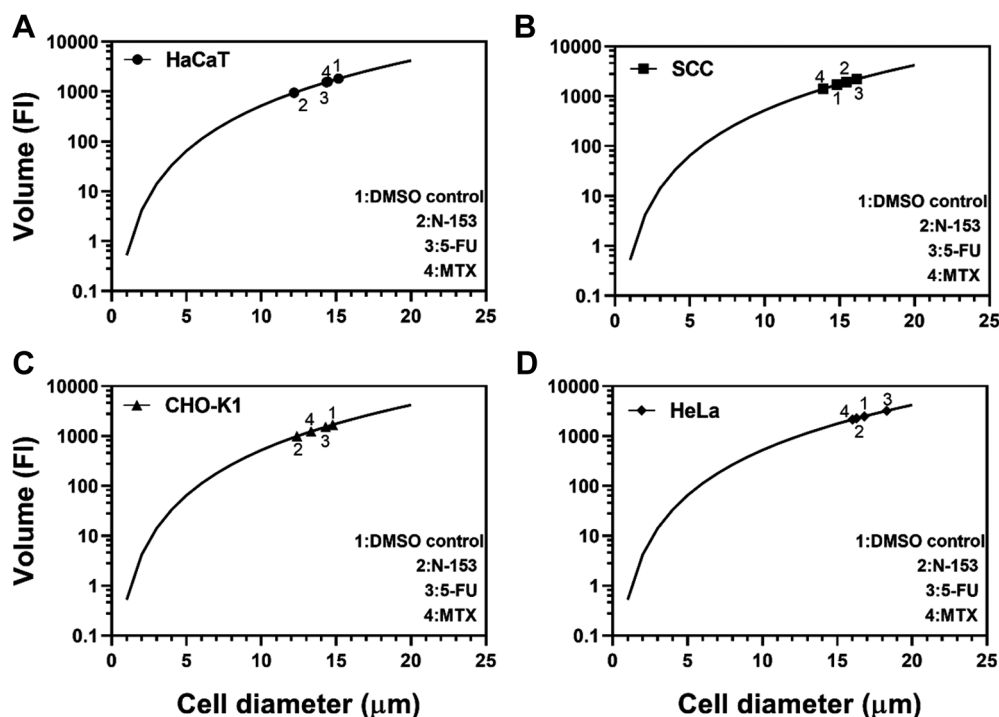 A
HaCaT
10000
1000
100
10
1
0.1
Volume (Fl)
2
4
3
1
1:DMSO control
2:N-153
3:5-FU
4:MTX
0 5 10 15 20 25
B
SCC
10000
1000
100
10
1
0.1
4
1
2
3
1:DMSO control
2:N-153
3:5-FU
4:MTX
0 5 10 15 20 25
C
CHO-K1
10000
1000
100
10
1
0.1
Volume (Fl)
2
4
3
1
1:DMSO control
2:N-153
3:5-FU
4:MTX
0 5 10 15 20 25
Cell diameter (μm)
D
HeLa
10000
1000
100
10
1
0.1
4
2
1
3
1:DMSO control
2:N-153
3:5-FU
4:MTX
0 5 10 15 20 25
Cell diameter (μm)